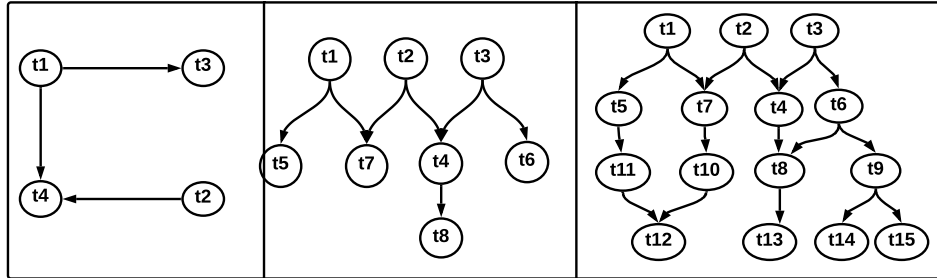 t1 t3
t4 t2
t1 t2 t3
t5 t7 t4 t6
t8
t1 t2 t3
t5 t7 t4 t6
t11 t10 t8 t9
t12 t13 t14 t15